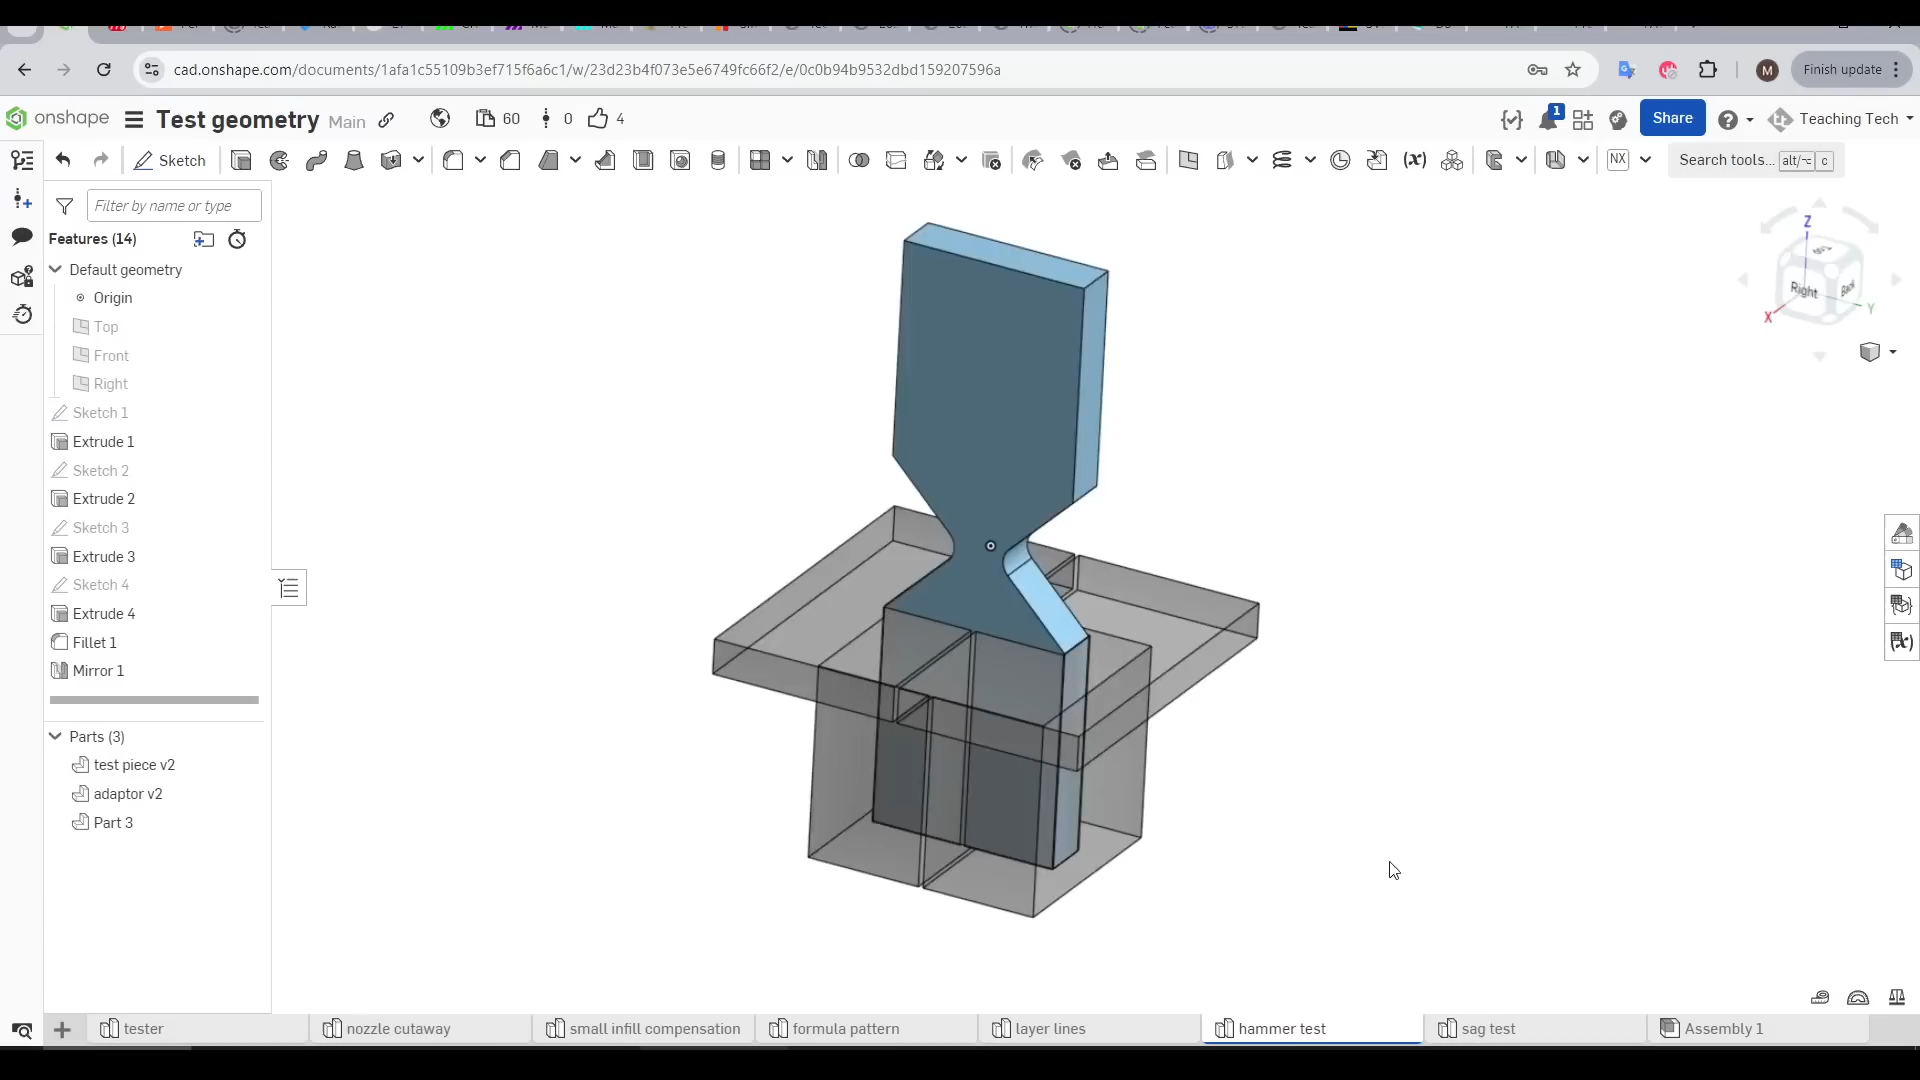 cad.onshape.com/documents/1afa1c55109b3ef715f6a6c1/w/23d23b4f073e5e6749fc66f2/e/0c0b94b9532dbd159207596a
M
Finish update
onshape
Test geometry Main
60
0
4
1
Share
Teaching Tech
Sketch
NX
Search tools... alt/⌥ c
Filter by name or type
Features (14)
Default geometry
Origin
Top
Front
Right
Sketch 1
Extrude 1
Sketch 2
Extrude 2
Sketch 3
Extrude 3
Sketch 4
Extrude 4
Fillet 1
Mirror 1
Parts (3)
test piece v2
adaptor v2
Part 3
Z
Right
Back
X
Y
tester
nozzle cutaway
small infill compensation
formula pattern
layer lines
hammer test
sag test
Assembly 1